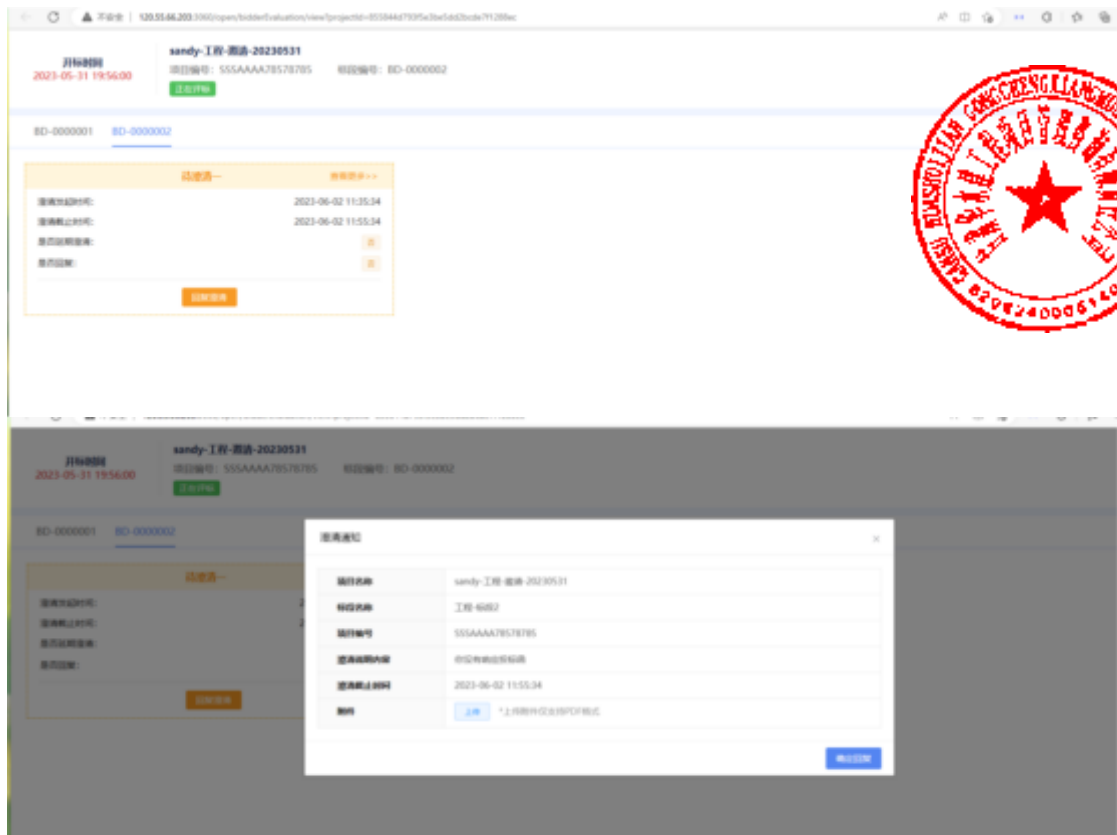 不安全 | 120.55.66.203:3060/open/bidderEvaluation/view?projectId=
开标时间
2023-05-31 19:56:00
sandy-工程-邀请-20230531
项目编号: SSSAAAA78578785 标段编号: BD-0000002
正在评标
BD-0000001 BD-0000002
待澄清一 查看更多>>
澄清发起时间: 2023-06-02 11:35:34
澄清截止时间: 2023-06-02 11:55:34
是否延期澄清: 否
是否回复: 否
回复澄清
开标时间
2023-05-31 19:56:00
sandy-工程-邀请-20230531
项目编号: SSSAAAA78578785 标段编号: BD-0000002
正在评标
BD-0000001 BD-0000002
待澄清一
澄清发起时间:
澄清截止时间:
是否延期澄清:
是否回复:
回复澄清
澄清通知
项目名称 sandy-工程-邀请-20230531
标段名称 工程-标段2
项目编号 SSSAAAA78578785
澄清说明内容 你没有响应投标函
澄清截止时间 2023-06-02 11:55:34
附件 上传 *上传附件仅支持PDF格式
确定回复